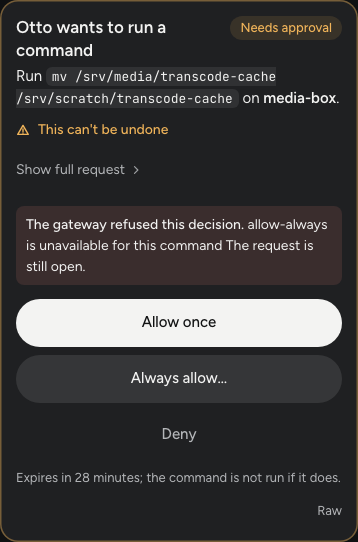 Otto wants to run a
command
Needs approval
Run mv /srv/media/transcode-cache
/srv/scratch/transcode-cache on media-box.
This can't be undone
Show full request
The gateway refused this decision. allow-always
is unavailable for this command The request is
still open.
Allow once
Always allow...
Deny
Expires in 28 minutes; the command is not run if it does.
Raw